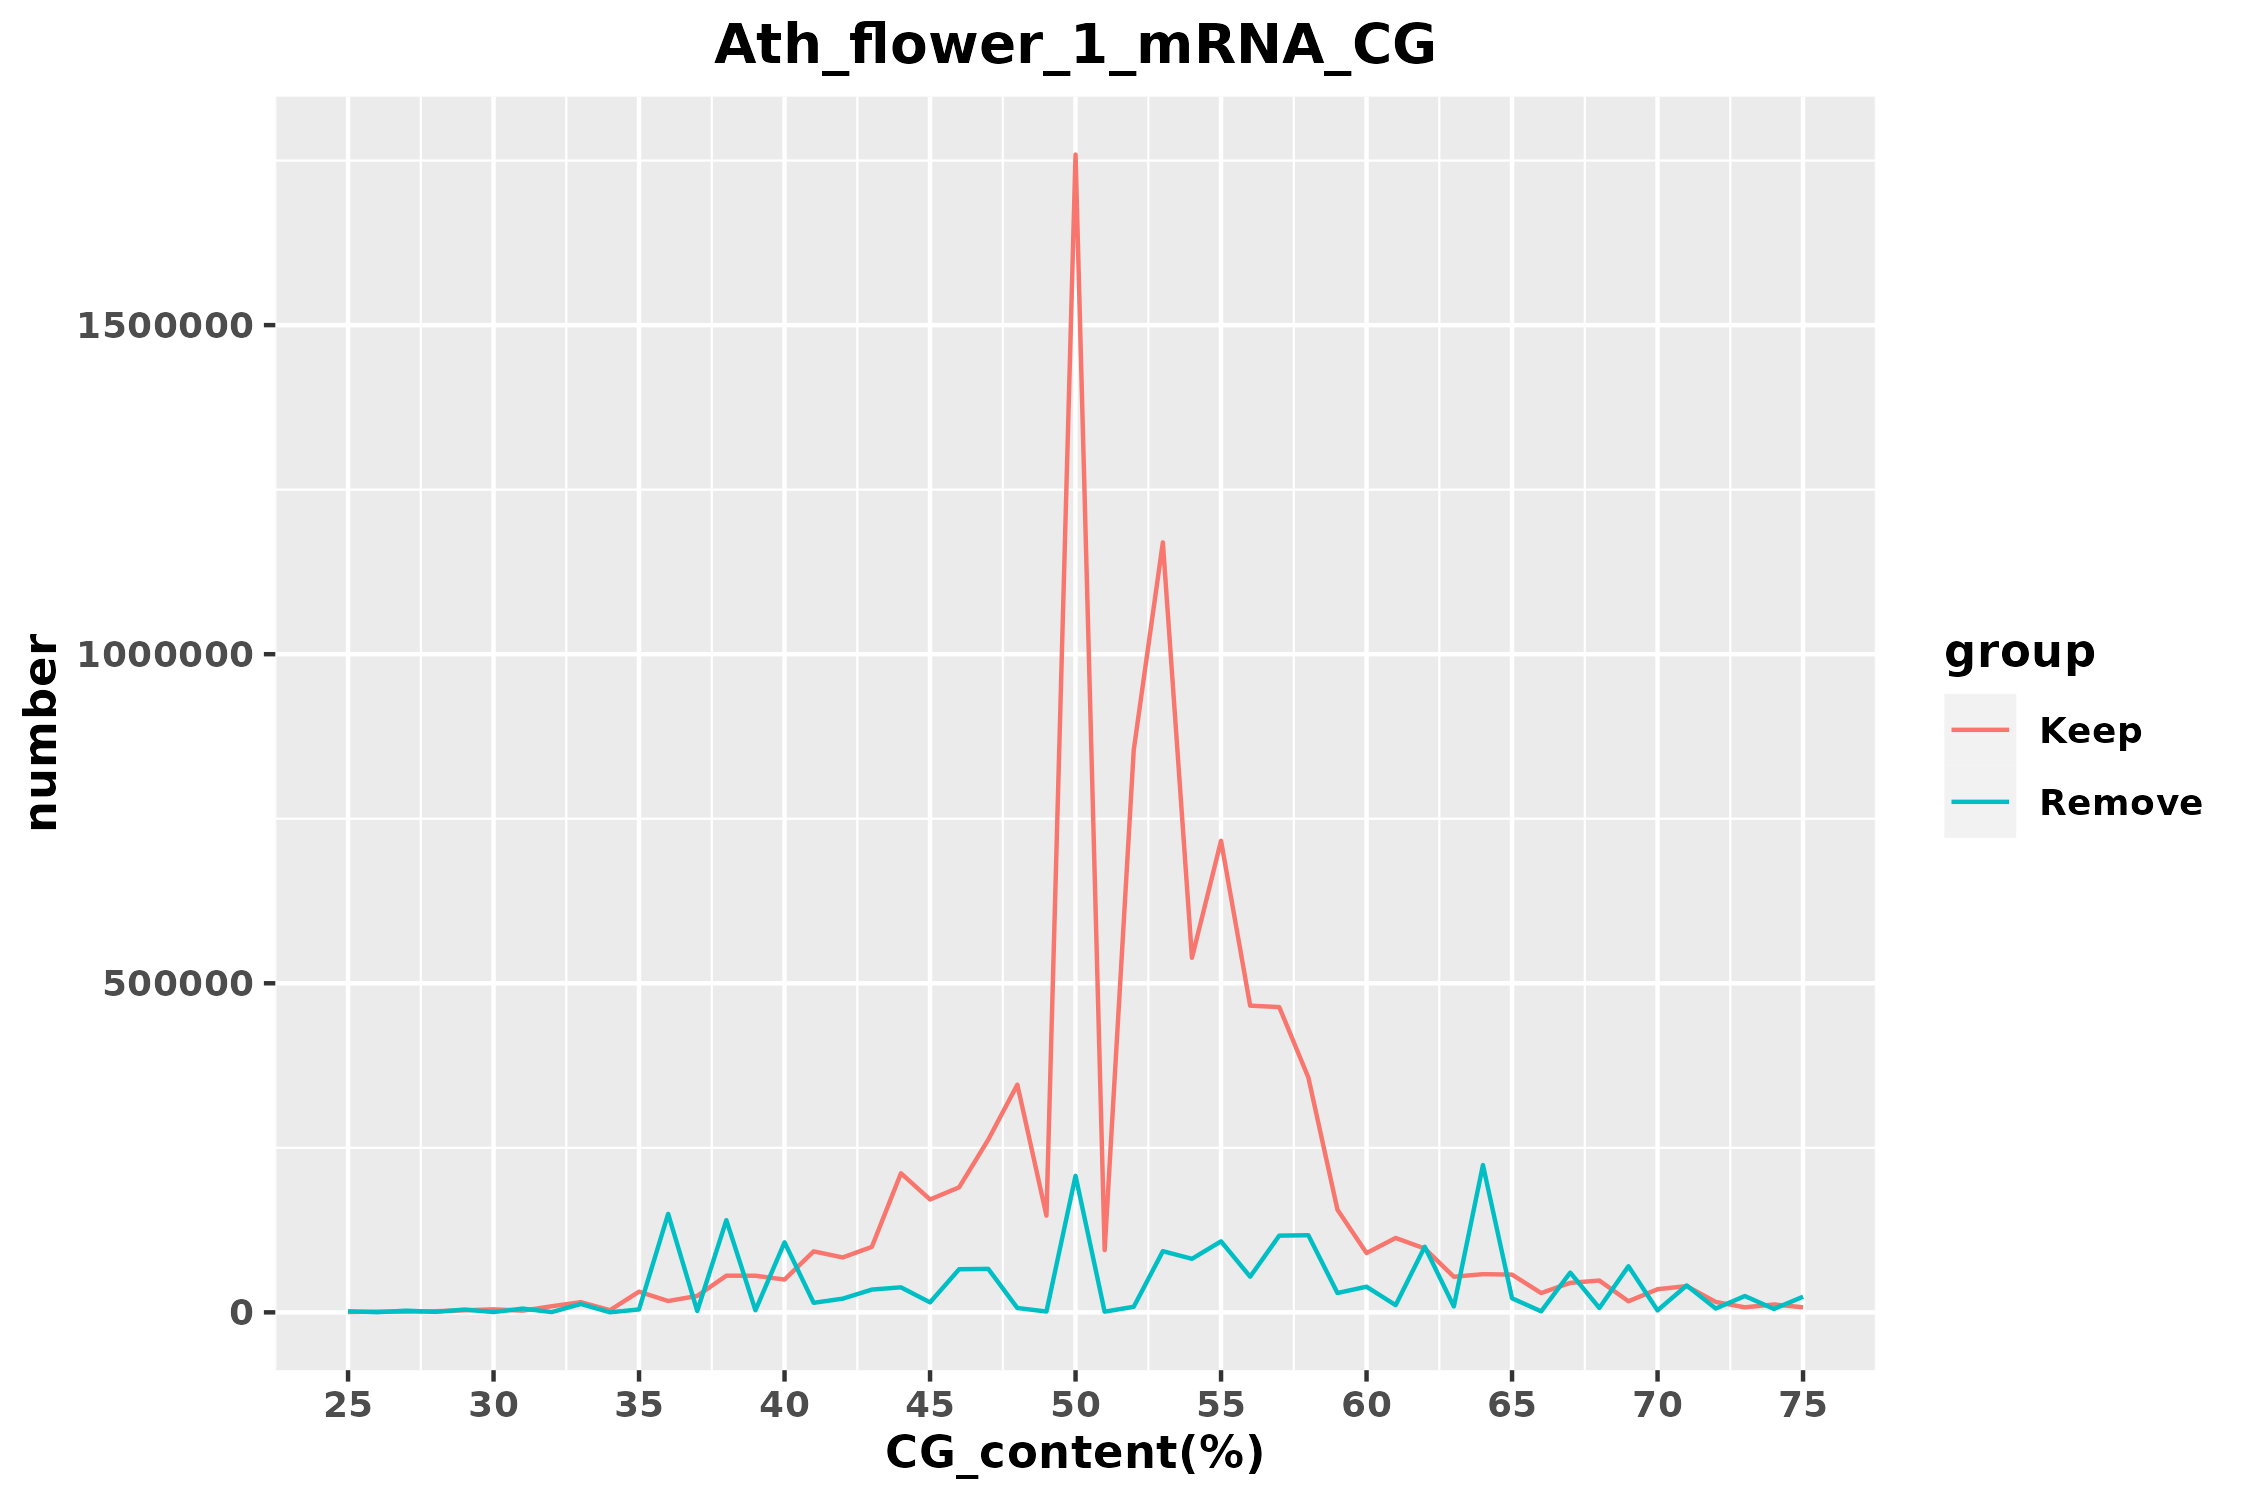 Ath_flower_1_mRNA_CG
number
1500000
1000000
500000
0
25 30 35 40 45 50 55 60 65 70 75
CG_content(%)
group
Keep
Remove